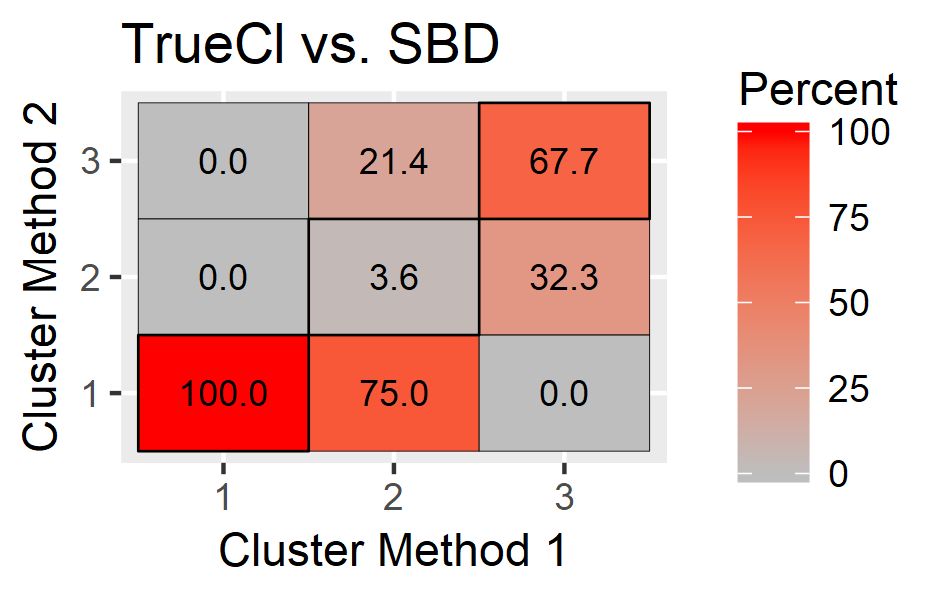 TrueCl vs. SBD
Cluster Method 2
3
0.0 21.4 67.7
2
0.0 3.6 32.3
1
100.0 75.0 0.0
1 2 3
Cluster Method 1
Percent
100
75
50
25
0